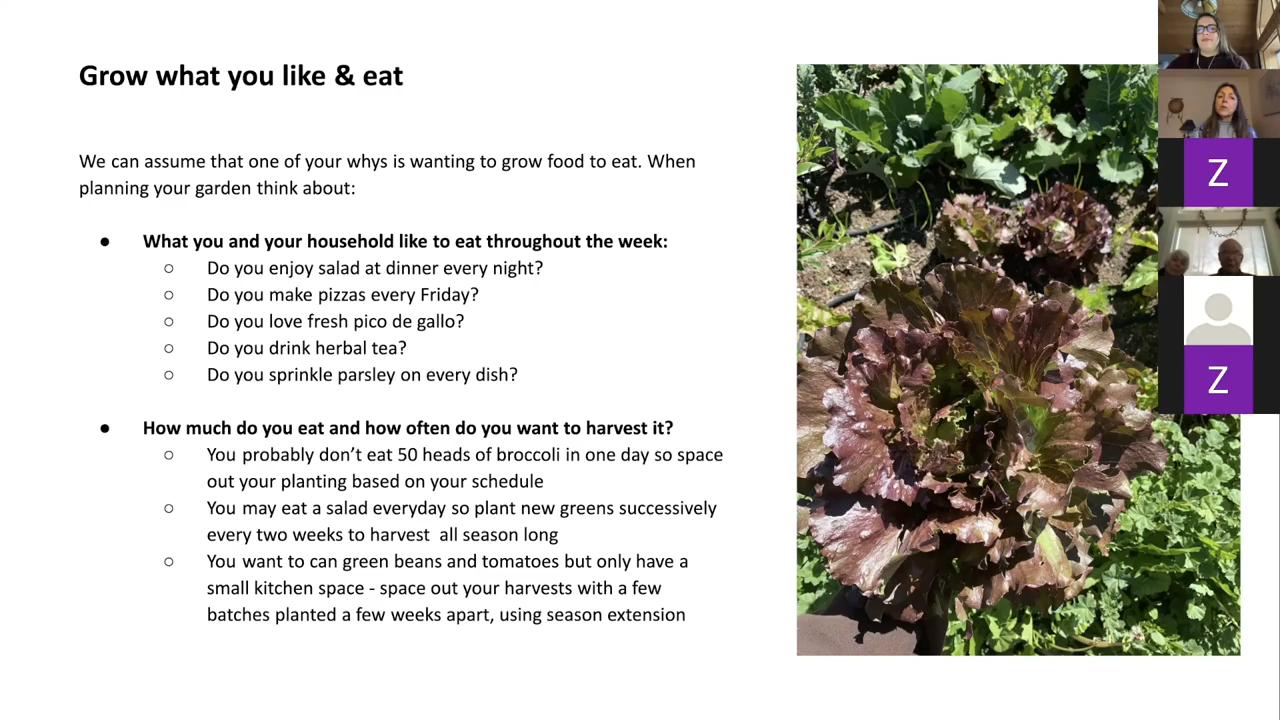 Grow what you like & eat
We can assume that one of your whys is wanting to grow food to eat. When
planning your garden think about:
● What you and your household like to eat throughout the week:
○ Do you enjoy salad at dinner every night?
○ Do you make pizzas every Friday?
○ Do you love fresh pico de gallo?
○ Do you drink herbal tea?
○ Do you sprinkle parsley on every dish?
● How much do you eat and how often do you want to harvest it?
○ You probably don’t eat 50 heads of broccoli in one day so space
out your planting based on your schedule
○ You may eat a salad everyday so plant new greens successively
every two weeks to harvest  all season long
○ You want to can green beans and tomatoes but only have a
small kitchen space - space out your harvests with a few
batches planted a few weeks apart, using season extension
Z
Z